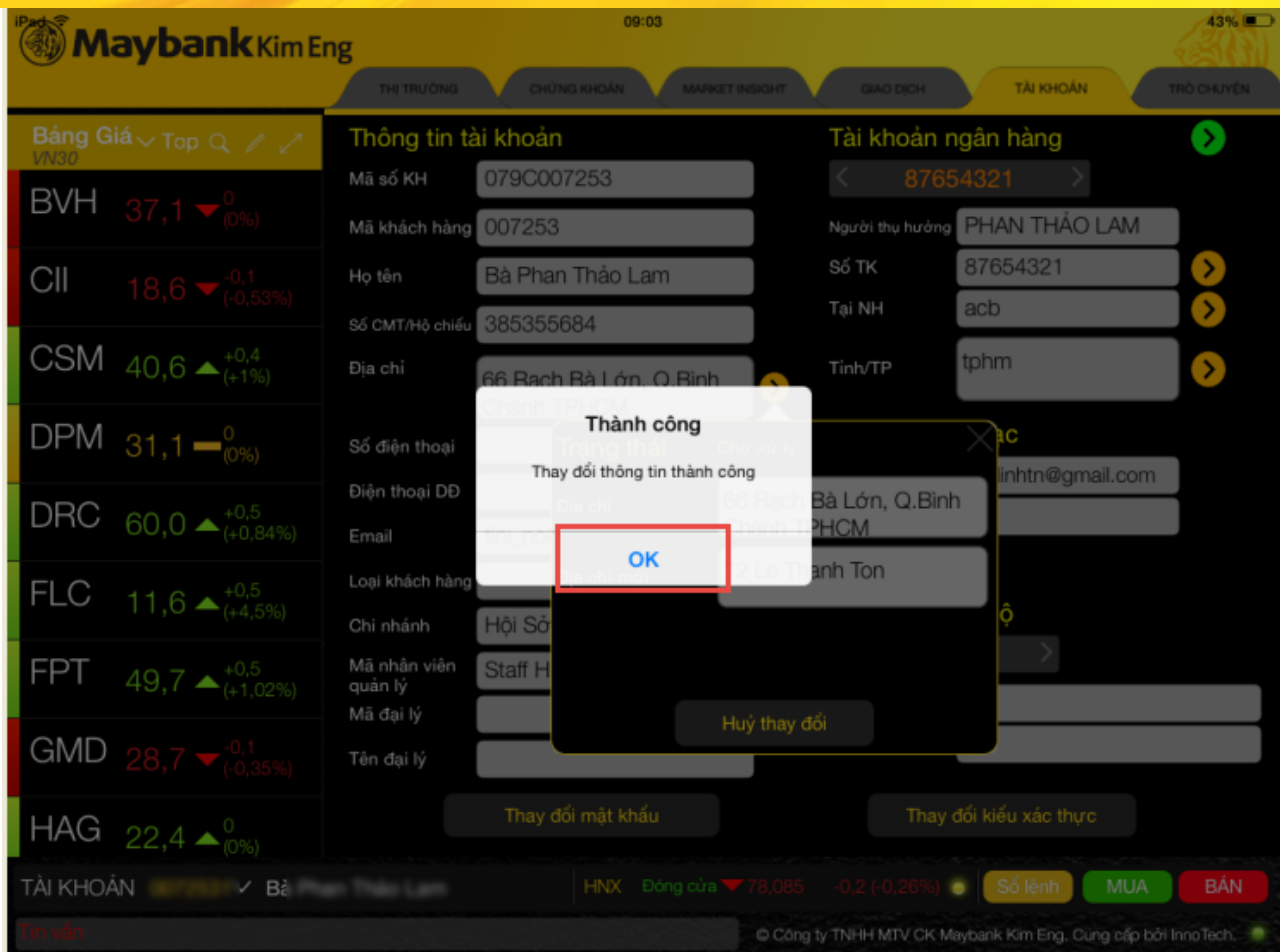 iPad 09:03 43%
Maybank Kim Eng
THỊ TRƯỜNG CHỨNG KHOÁN MARKET INSIGHT GIAO DỊCH TÀI KHOẢN TRÒ CHUYỆN
Bảng Giá Top
VN30
BVH 37,1 0 (0%)
CII 18,6 -0,1 (-0,53%)
CSM 40,6 +0,4 (+1%)
DPM 31,1 0 (0%)
DRC 60,0 +0,5 (+0,84%)
FLC 11,6 +0,5 (+4,5%)
FPT 49,7 +0,5 (+1,02%)
GMD 28,7 -0,1 (-0,35%)
HAG 22,4 0 (0%)
Thông tin tài khoản
Mã số KH 079C007253
Mã khách hàng 007253
Họ tên Bà Phan Thảo Lam
Số CMT/Hộ chiếu 385355684
Địa chỉ 66 Rạch Bà Lớn, Q.Bình
Chánh TPHCM
Số điện thoại
Điện thoại DĐ
Email
Loại khách hàng
Chi nhánh Hội Sở
Mã nhân viên
quản lý Staff H
Mã đại lý
Tên đại lý
Thay đổi mật khẩu
Tài khoản ngân hàng
87654321
Người thụ hưởng PHAN THẢO LAM
Số TK 87654321
Tại NH acb
Tỉnh/TP tphm
linhtn@gmail.com
Thay đổi kiểu xác thực
Trạng thái Chờ xử lý
Địa chỉ 66 Rạch Bà Lớn, Q.Bình
Chánh TPHCM
Địa chỉ mới 2 Le Thanh Ton
Huỷ thay đổi
Thành công
Thay đổi thông tin thành công
OK
TÀI KHOẢN Bà Phan Thảo Lam HNX Đóng cửa 78,085 -0,2 (-0,26%) Sổ lệnh MUA BÁN
Tin vắn © Công ty TNHH MTV CK Maybank Kim Eng. Cung cấp bởi InnoTech.